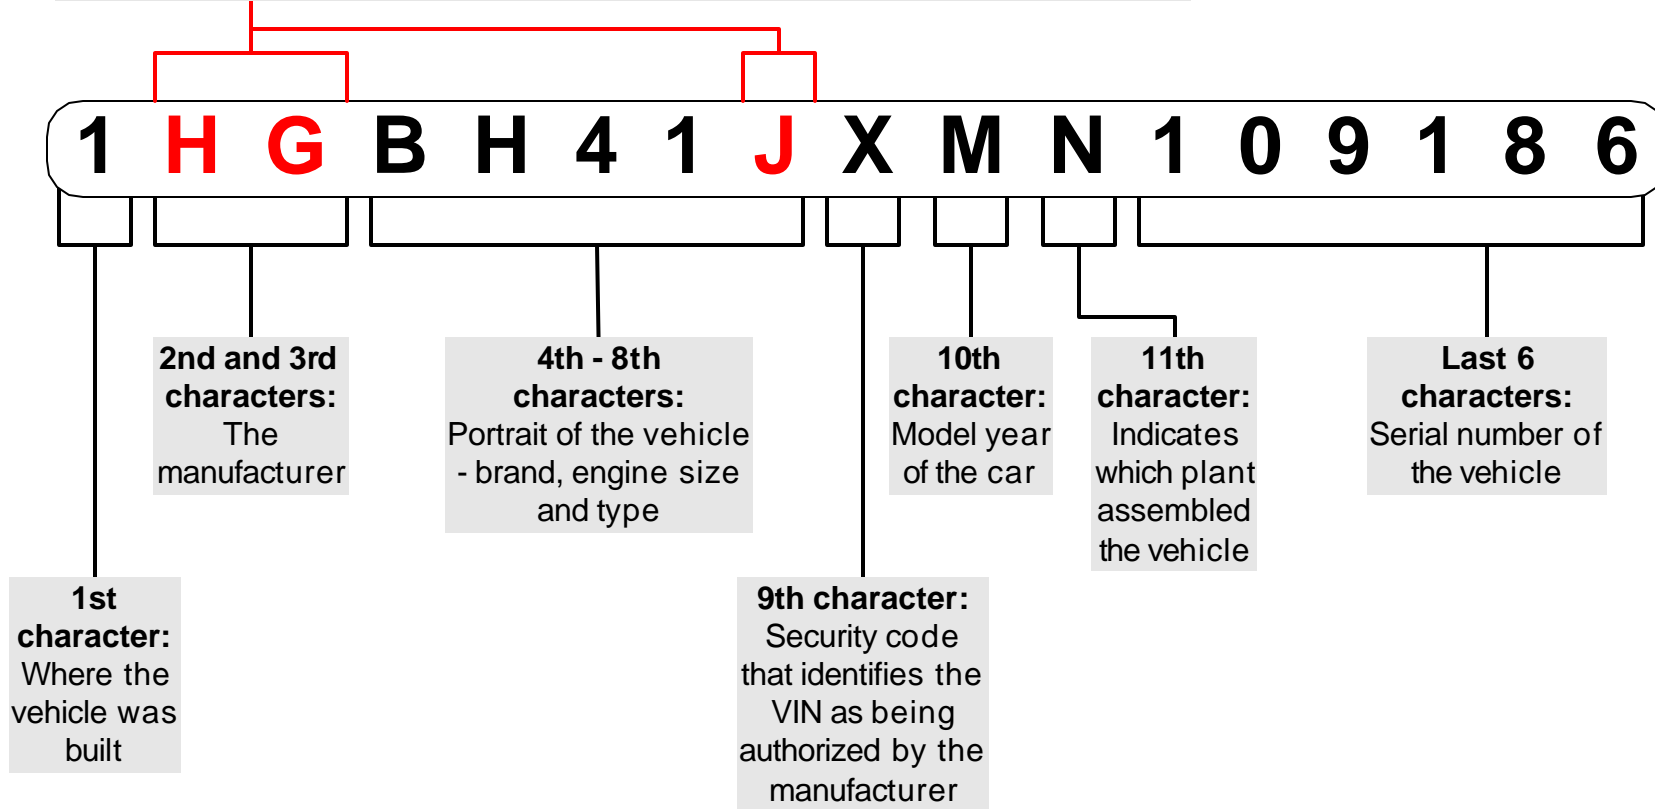 1 H G B H 4 1 J X M N 1 0 9 1 8 6
2nd and 3rd
characters:
The
manufacturer
4th - 8th
characters:
Portrait of the vehicle
- brand, engine size
and type
10th
character:
Model year
of the car
11th
character:
Indicates
which plant
assembled
the vehicle
Last 6
characters:
Serial number of
the vehicle
1st
character:
Where the
vehicle was
built
9th character:
Security code
that identifies the
VIN as being
authorized by the
manufacturer